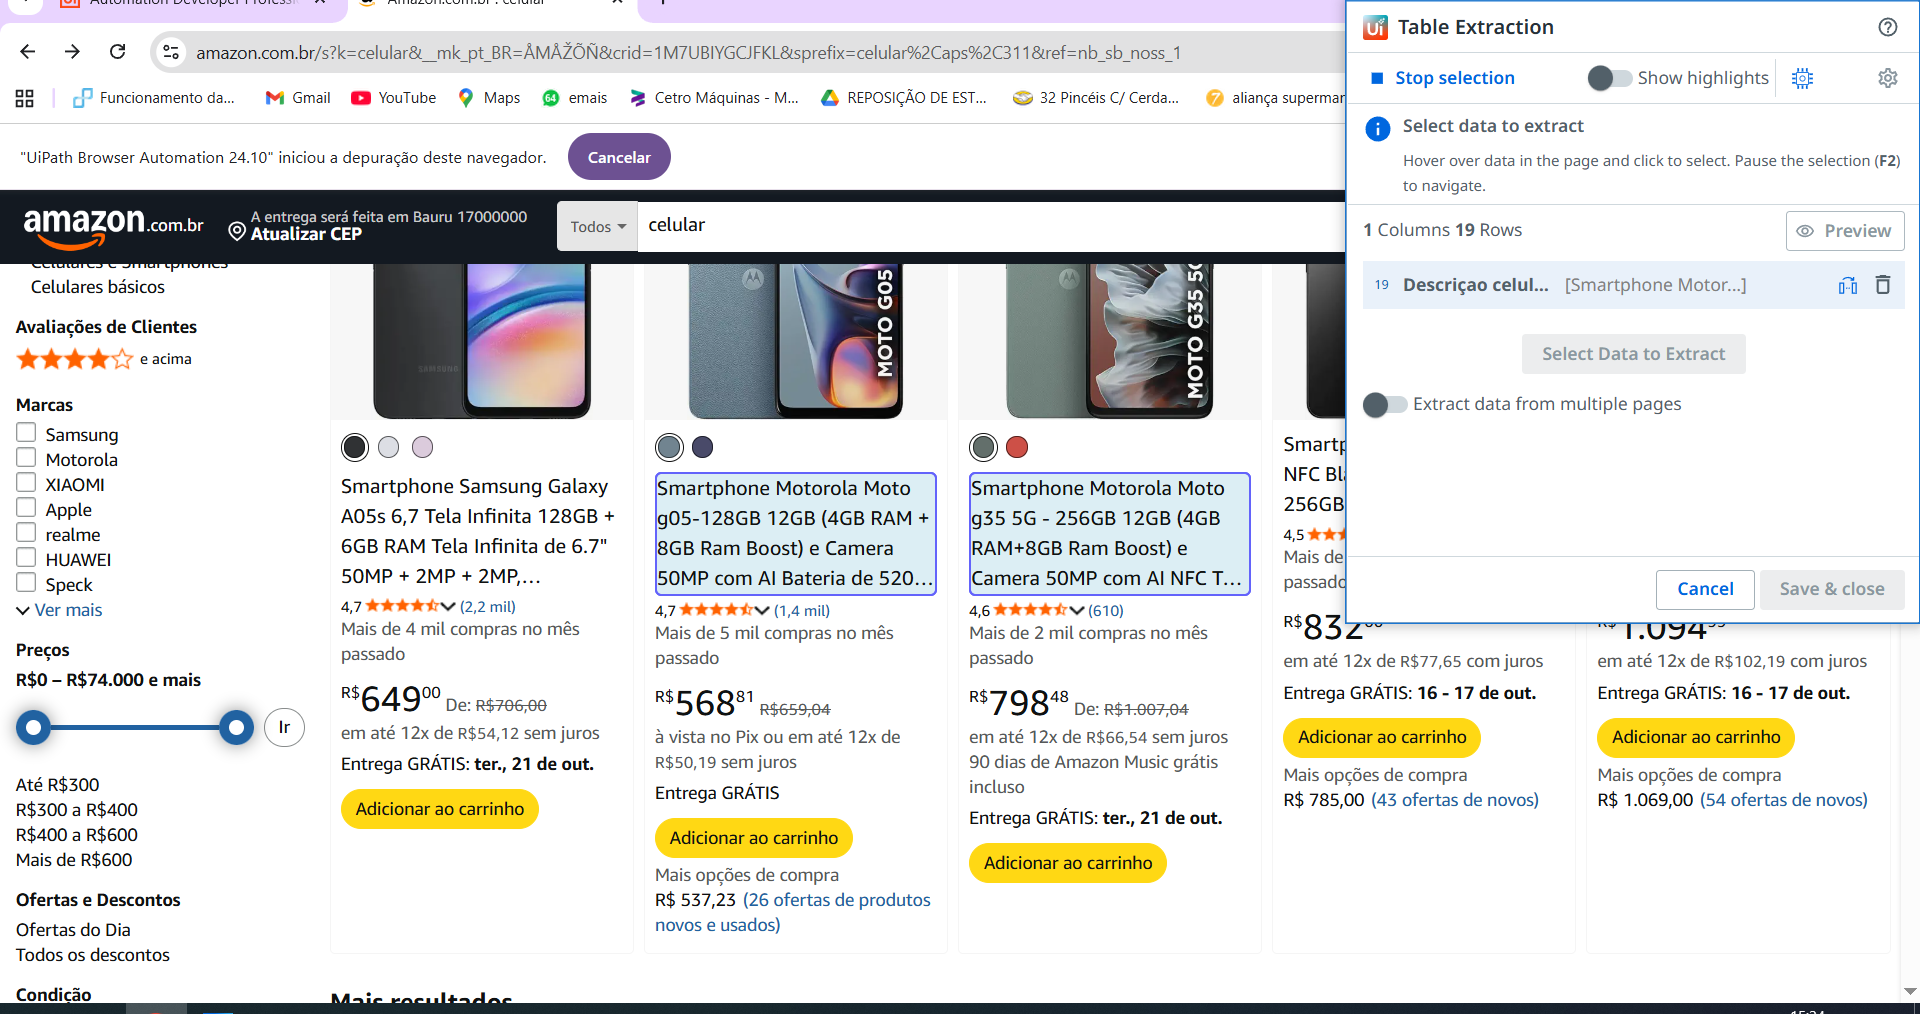 Amazon.com.br : celular
amazon.com.br/s?k=celular&__mk_pt_BR=ÅMÅŽÕÑ&crid=1M7UBIYGCJFKL&sprefix=celular%2Caps%2C311&ref=nb_sb_noss_1
Funcionamento da...
Gmail
YouTube
Maps
64
emais
Cetro Máquinas - M...
REPOSIÇÃO DE EST...
32 Pincéis C/ Cerda...
7
aliança supermar
"UiPath Browser Automation 24.10" iniciou a depuração deste navegador.
Cancelar
amazon.com.br
A entrega será feita em Bauru 17000000
Atualizar CEP
Todos
celular
Celulares e Smartphones
Celulares básicos
Avaliações de Clientes
e acima
Marcas
Samsung
Motorola
XIAOMI
Apple
realme
HUAWEI
Speck
Ver mais
Preços
R$0 – R$74.000 e mais
Ir
Até R$300
R$300 a R$400
R$400 a R$600
Mais de R$600
Ofertas e Descontos
Ofertas do Dia
Todos os descontos
Condição
SAMSUNG
Smartphone Samsung Galaxy
A05s 6,7 Tela Infinita 128GB +
6GB RAM Tela Infinita de 6.7"
50MP + 2MP + 2MP,...
4,7 (2,2 mil)
Mais de 4 mil compras no mês
passado
R$649,00 De: R$706,00
em até 12x de R$54,12 sem juros
Entrega GRÁTIS: ter., 21 de out.
Adicionar ao carrinho
MOTO G05
Smartphone Motorola Moto
g05-128GB 12GB (4GB RAM +
8GB Ram Boost) e Camera
50MP com AI Bateria de 520...
4,7 (1,4 mil)
Mais de 5 mil compras no mês
passado
R$568,81 R$659,04
à vista no Pix ou em até 12x de
R$50,19 sem juros
Entrega GRÁTIS
Adicionar ao carrinho
Mais opções de compra
R$ 537,23 (26 ofertas de produtos
novos e usados)
MOTO G35 5G
Smartphone Motorola Moto
g35 5G - 256GB 12GB (4GB
RAM+8GB Ram Boost) e
Camera 50MP com AI NFC T...
4,6 (610)
Mais de 2 mil compras no mês
passado
R$798,48 De: R$1.007,04
em até 12x de R$66,54 sem juros
90 dias de Amazon Music grátis
incluso
Entrega GRÁTIS: ter., 21 de out.
Adicionar ao carrinho
Smartp
NFC Bl
256GB
4,5
Mais de
passado
R$832
em até 12x de R$77,65 com juros
Entrega GRÁTIS: 16 - 17 de out.
Adicionar ao carrinho
Mais opções de compra
R$ 785,00 (43 ofertas de novos)
R$1.094
em até 12x de R$102,19 com juros
Entrega GRÁTIS: 16 - 17 de out.
Adicionar ao carrinho
Mais opções de compra
R$ 1.069,00 (54 ofertas de novos)
Mais resultados
Ui
Table Extraction
Stop selection
Show highlights
Select data to extract
Hover over data in the page and click to select. Pause the selection (F2)
to navigate.
1 Columns 19 Rows
Preview
19 Descriçao celul... [Smartphone Motor...]
Select Data to Extract
Extract data from multiple pages
Cancel
Save & close